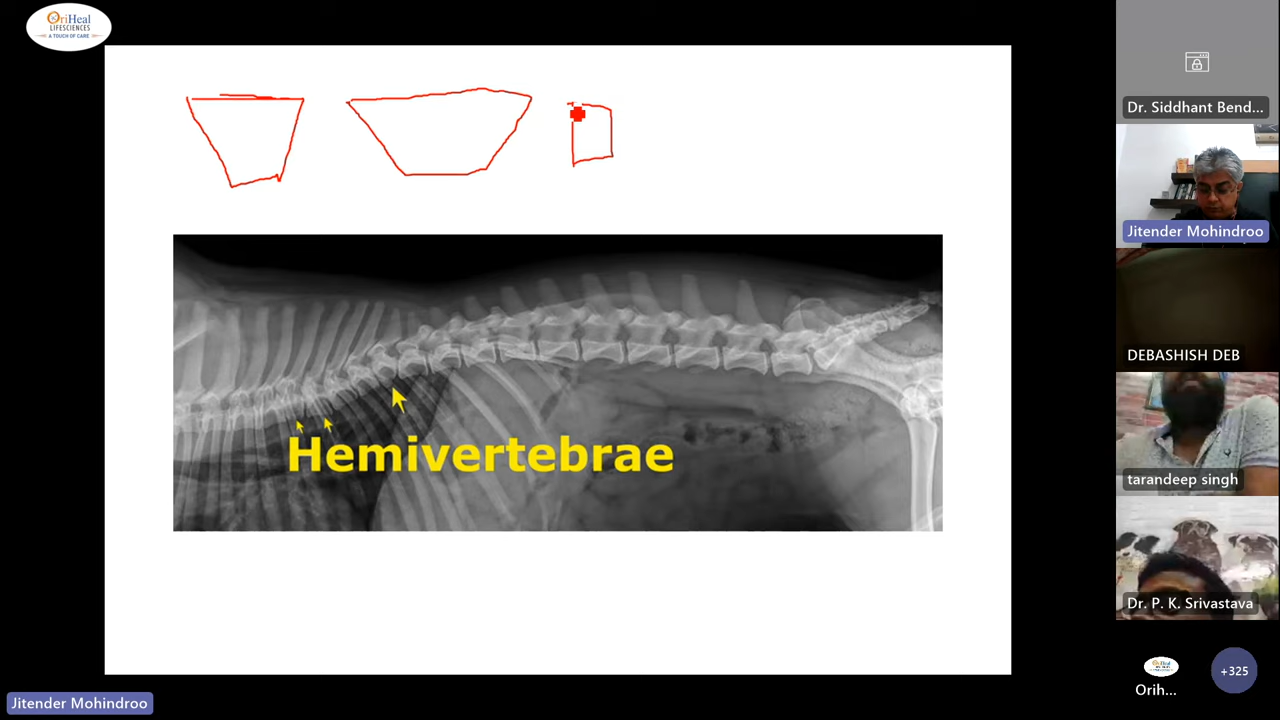 OriHeal
LIFESCIENCES
A TOUCH OF CARE
Dr. Siddhant Bend...
Jitender Mohindroo
DEBASHISH DEB
Hemivertebrae
tarandeep singh
Dr. P. K. Srivastava
Orih...
+325
Jitender Mohindroo